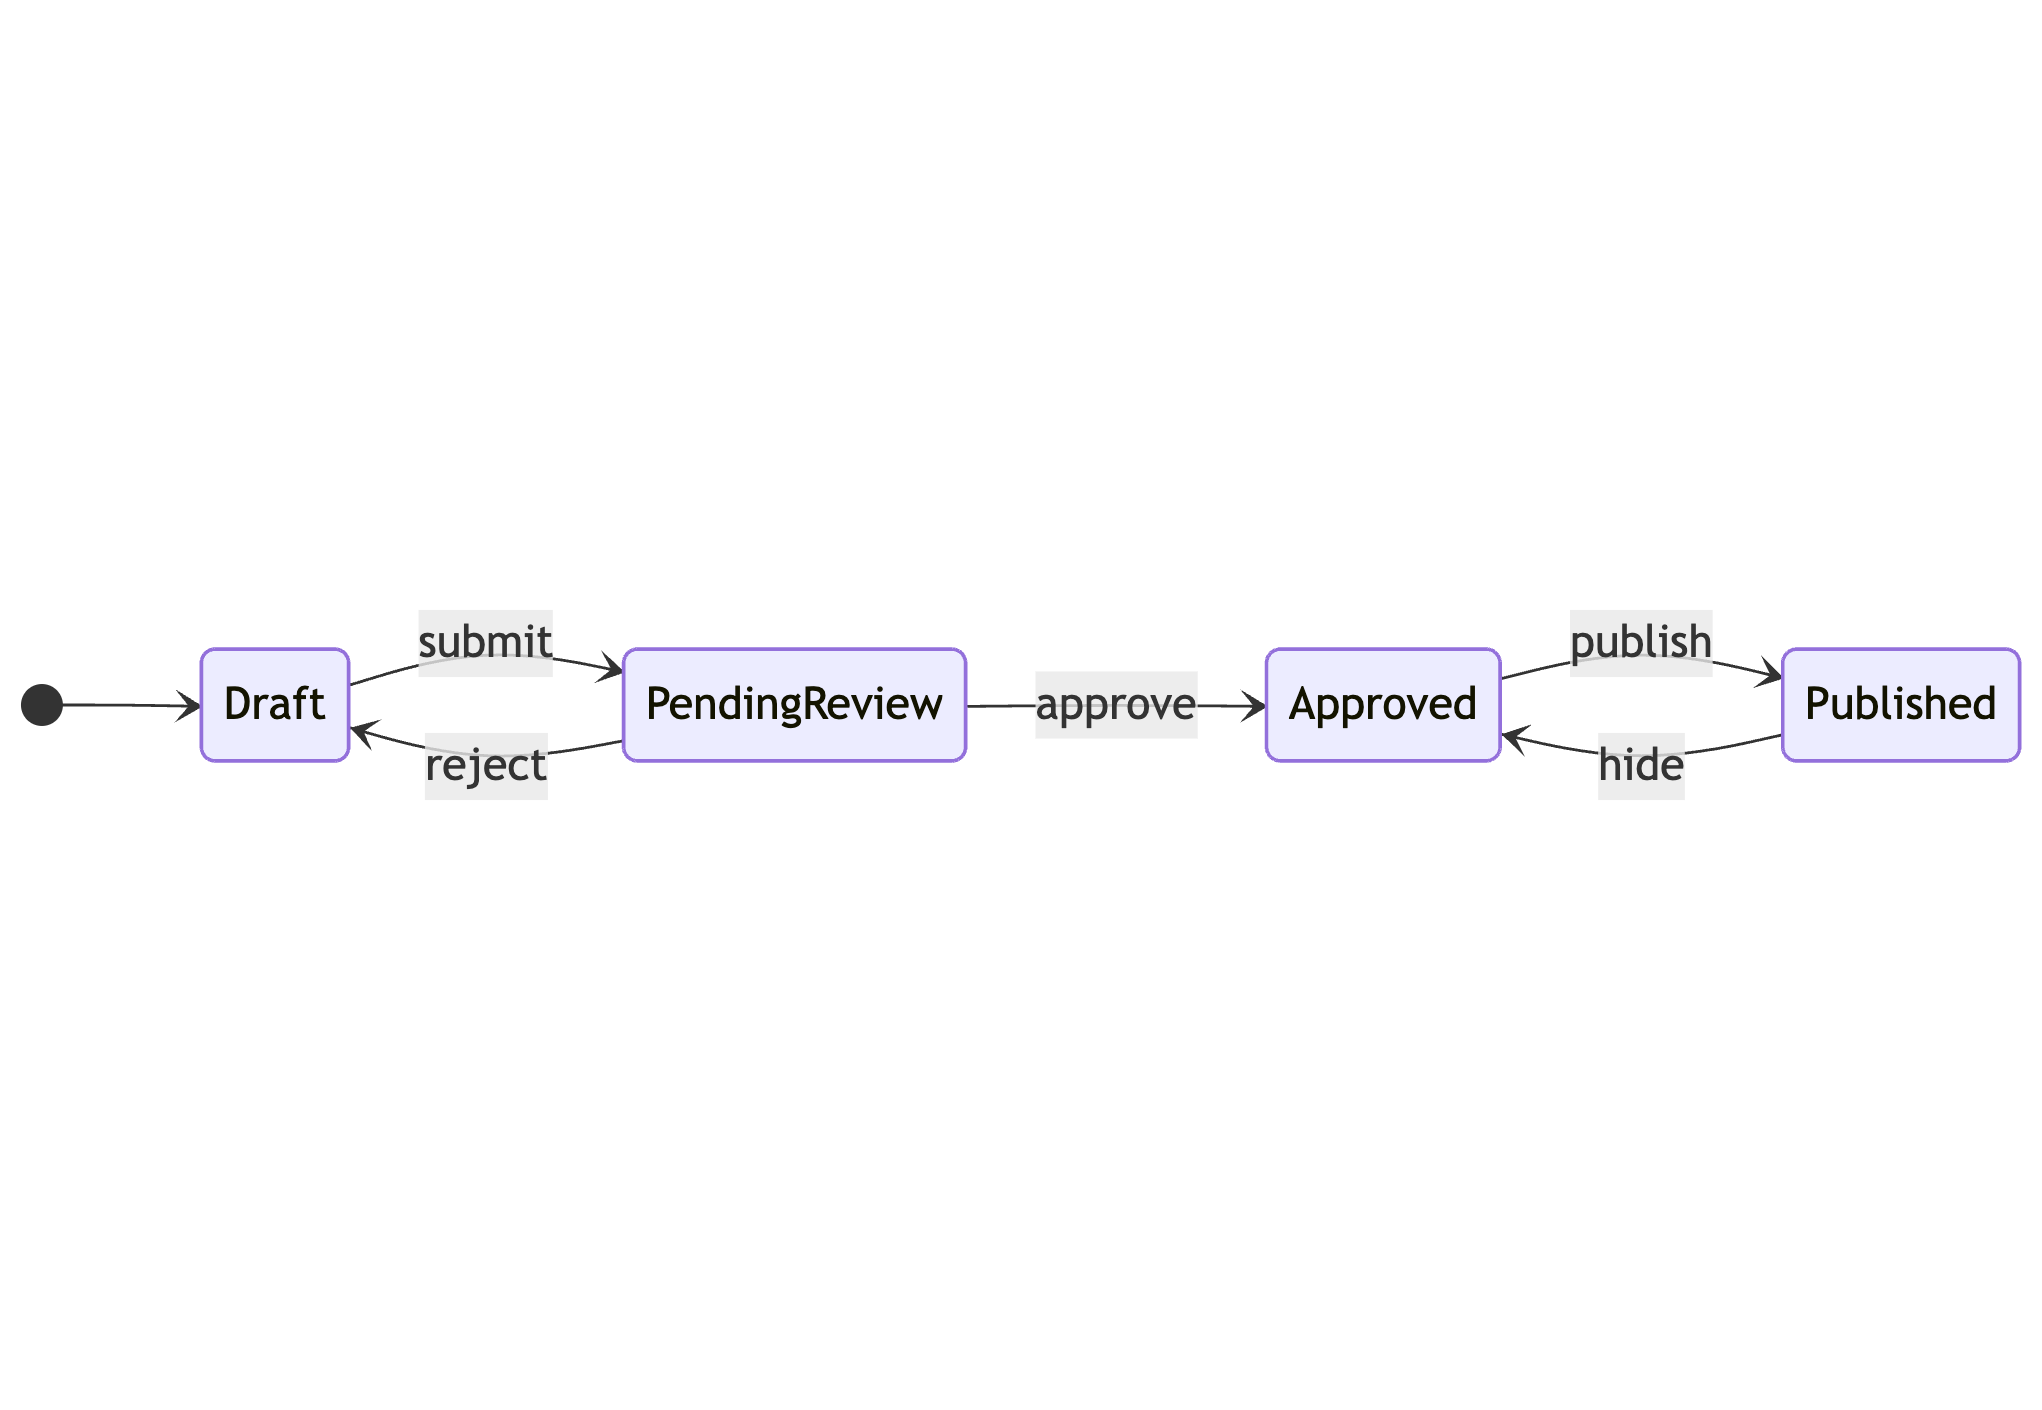 submit
publish
Draft
PendingReview
approve
Approved
Published
reject
hide